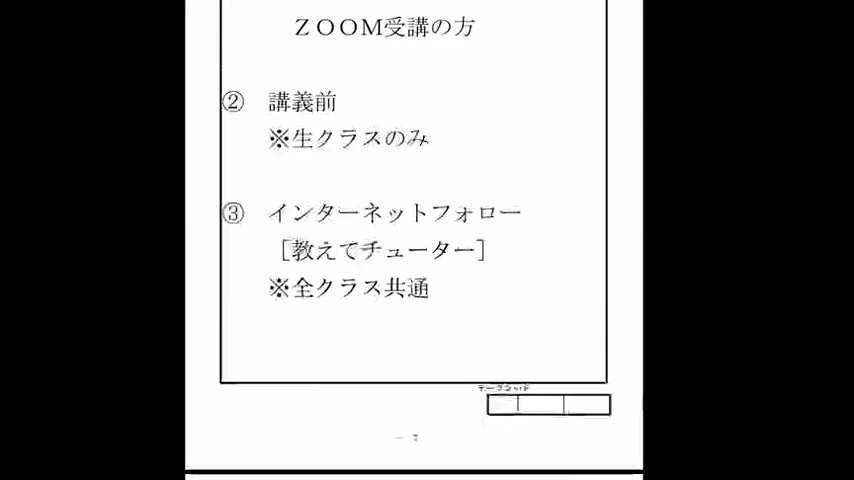 ＺＯＯＭ受講の方
② 講義前
※生クラスのみ
③ インターネットフォロー
［教えてチューター］
※全クラス共通